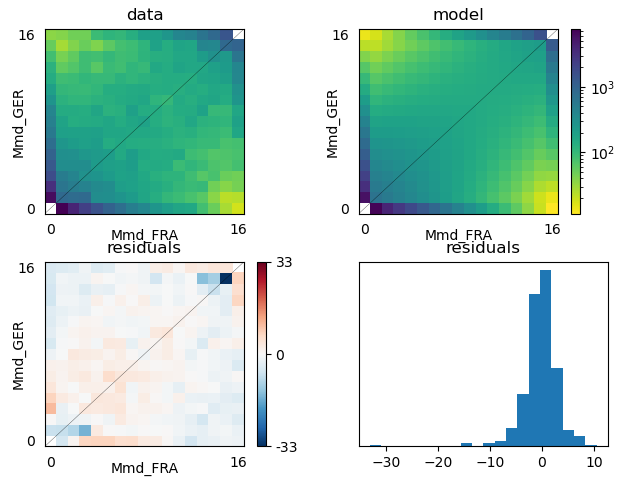 data
16
Mmd_GER
0
0
16
Mmd_FRA
model
16
Mmd_GER
0
0
16
Mmd_FRA
10³
10²
residuals
16
Mmd_GER
0
0
16
Mmd_FRA
33
0
-33
residuals
−30
−20
−10
0
10